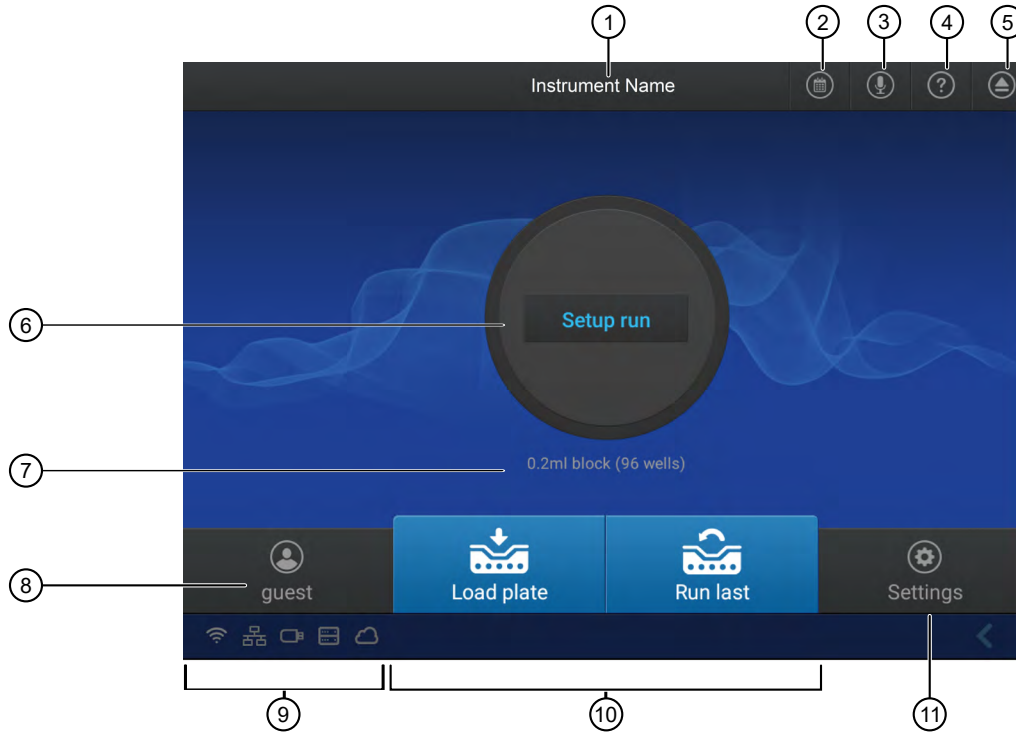 1
2
3
4
5
Instrument Name
?
6
Setup run
7
0.2ml block (96 wells)
8
guest
Load plate
Run last
Settings
9
10
11